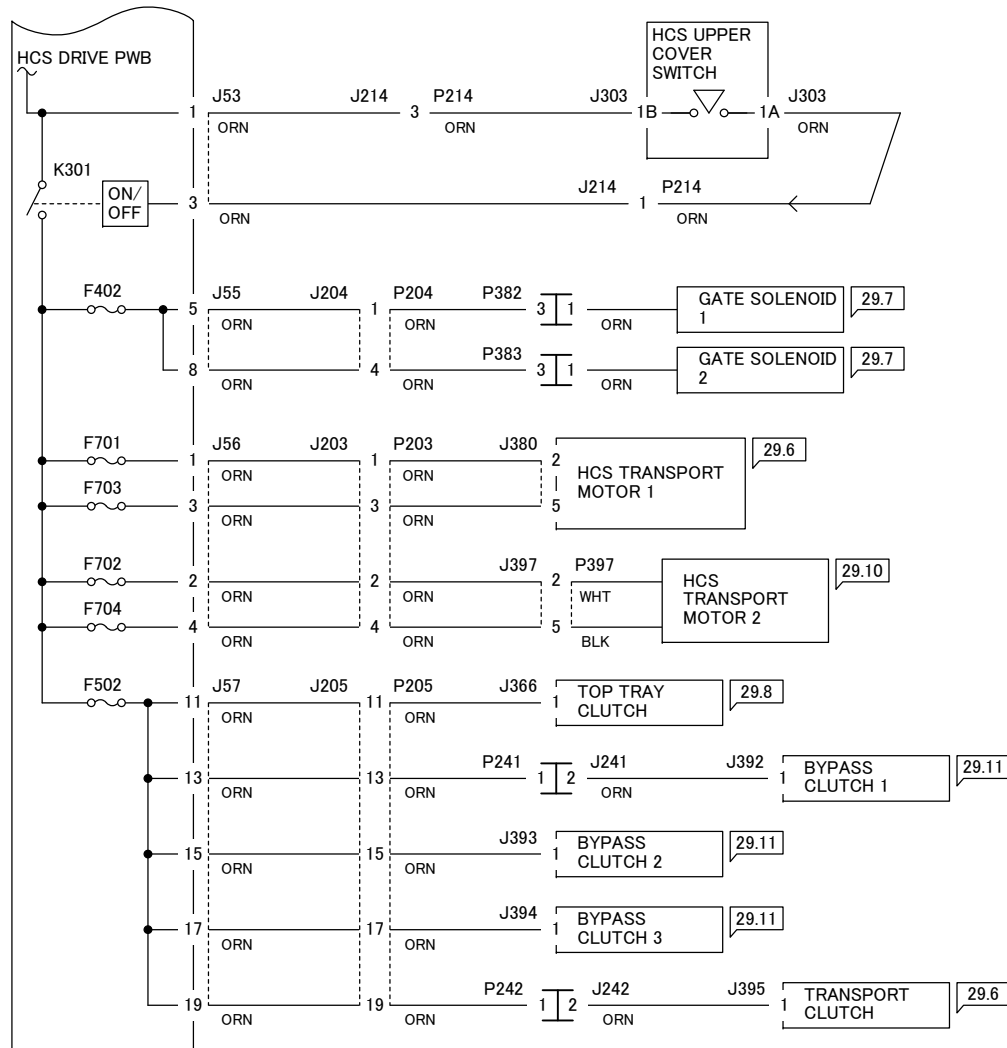 HCS DRIVE PWB
HCS UPPER
COVER
SWITCH
1 J53 J214 3 P214 J303 1B 1A J303
ORN ORN ORN
K301
ON/
OFF
3 J214 1 P214
ORN ORN
F402 5 J55 J204 1 P204 P382 3 1 GATE SOLENOID
1
29.7
ORN ORN ORN
8 4 P383 3 1 GATE SOLENOID
2
29.7
ORN ORN ORN
F701 1 J56 J203 1 P203 J380 2
ORN ORN
HCS TRANSPORT
MOTOR 1
29.6
F703 3 3 5
ORN ORN
F702 2 2 J397 2 P397
ORN ORN WHT
HCS
TRANSPORT
MOTOR 2
29.10
F704 4 4 5
ORN ORN BLK
F502 11 J57 J205 11 P205 J366 1 TOP TRAY
CLUTCH
29.8
ORN ORN
13 13 P241 1 2 J241 J392 1 BYPASS
CLUTCH 1
29.11
ORN ORN ORN
15 15 J393 1 BYPASS
CLUTCH 2
29.11
ORN ORN
17 17 J394 1 BYPASS
CLUTCH 3
29.11
ORN ORN
19 19 P242 1 2 J242 J395 1 TRANSPORT
CLUTCH
29.6
ORN ORN ORN